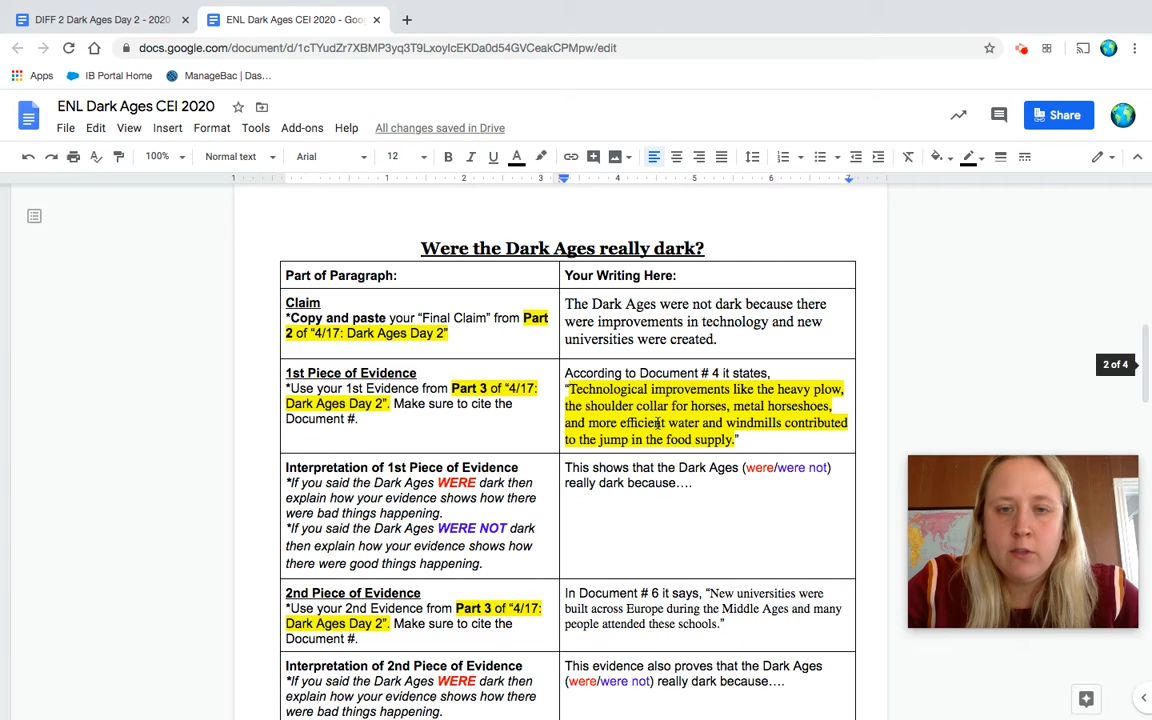 DIFF 2 Dark Ages Day 2 - 2020
ENL Dark Ages CEI 2020 - Goo
docs.google.com/document/d/1cTYudZr7XBMP3yq3T9LxoyIcEKDa0d54GVCeakCPMpw/edit
Apps IB Portal Home ManageBac | Das...
ENL Dark Ages CEI 2020
File Edit View Insert Format Tools Add-ons Help All changes saved in Drive
Share
100% Normal text Arial 12 B I U A
1 1 2 3 4 5 6 7
Were the Dark Ages really dark?
Part of Paragraph:
Your Writing Here:
Claim
*Copy and paste your “Final Claim” from Part
2 of “4/17: Dark Ages Day 2”
The Dark Ages were not dark because there
were improvements in technology and new
universities were created.
1st Piece of Evidence
*Use your 1st Evidence from Part 3 of “4/17:
Dark Ages Day 2”. Make sure to cite the
Document #.
According to Document # 4 it states,
“Technological improvements like the heavy plow,
the shoulder collar for horses, metal horseshoes,
and more efficient water and windmills contributed
to the jump in the food supply.”
2 of 4
Interpretation of 1st Piece of Evidence
*If you said the Dark Ages WERE dark then
explain how your evidence shows how there
were bad things happening.
*If you said the Dark Ages WERE NOT dark
then explain how your evidence shows how
there were good things happening.
This shows that the Dark Ages (were/were not)
really dark because….
2nd Piece of Evidence
*Use your 2nd Evidence from Part 3 of “4/17:
Dark Ages Day 2”. Make sure to cite the
Document #.
In Document # 6 it says, “New universities were
built across Europe during the Middle Ages and many
people attended these schools.”
Interpretation of 2nd Piece of Evidence
*If you said the Dark Ages WERE dark then
explain how your evidence shows how there
were bad things happening.
This evidence also proves that the Dark Ages
(were/were not) really dark because….